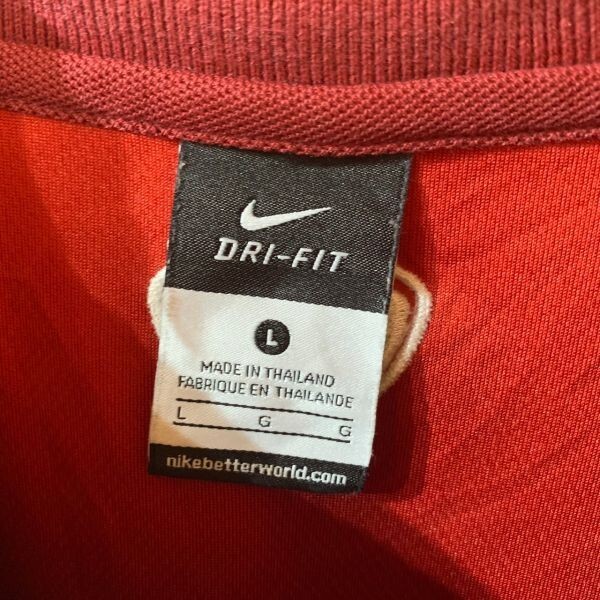 DRI-FIT
L
MADE IN THAILAND
FABRIQUE EN THAILANDE
L G G
nikebetterworld.com